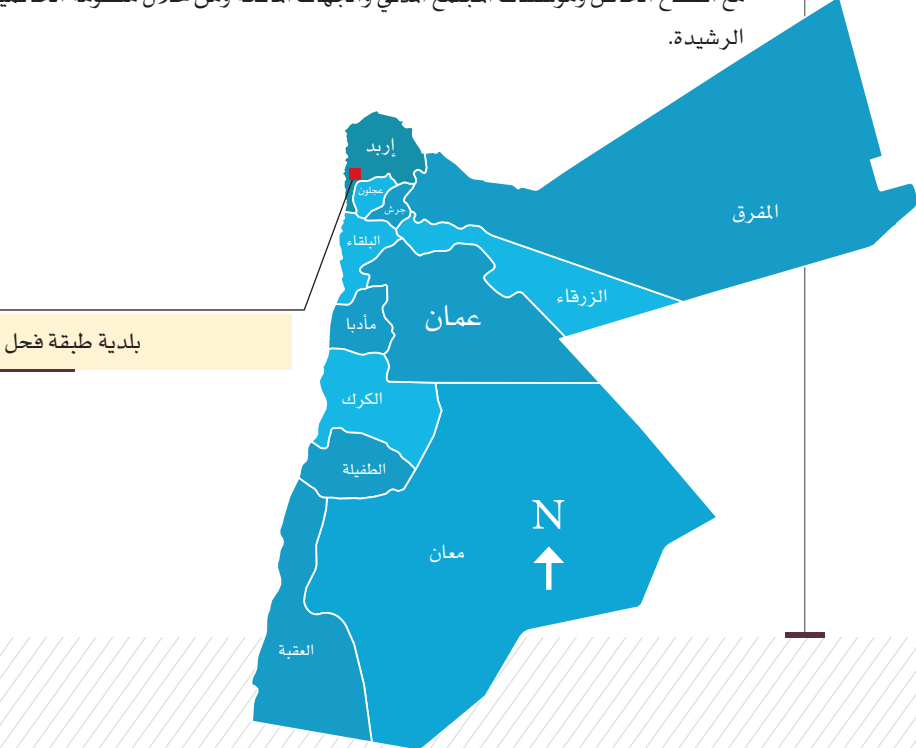 الرشيدة.
إربد
عجلون
جرش
المفرق
البلقاء
الزرقاء
عمان
مأدبا
بلدية طبقة فحل
الكرك
الطفيلة
N
معان
العقبة